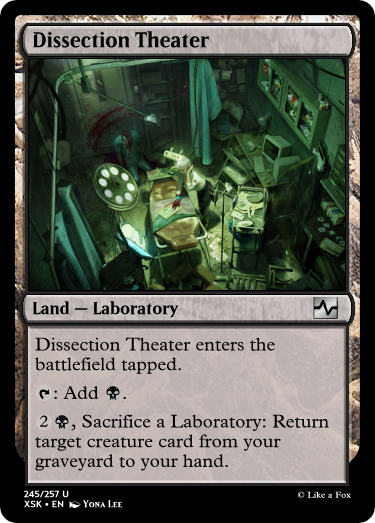 Dissection Theater
Land — Laboratory
Dissection Theater enters the
battlefield tapped.
: Add .
2 , Sacrifice a Laboratory: Return
target creature card from your
graveyard to your hand.
245/257 U
XSK • EN Yona Lee
© Like a Fox